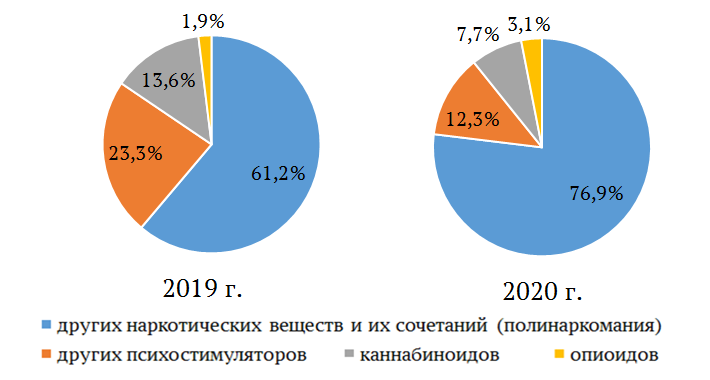 1,9%
13,6%
23,3%
61,2%
2019 г.
3,1%
7,7%
12,3%
76,9%
2020 г.
других наркотических веществ и их сочетаний (полинаркомания)
других психостимуляторов каннабиноидов опиоидов